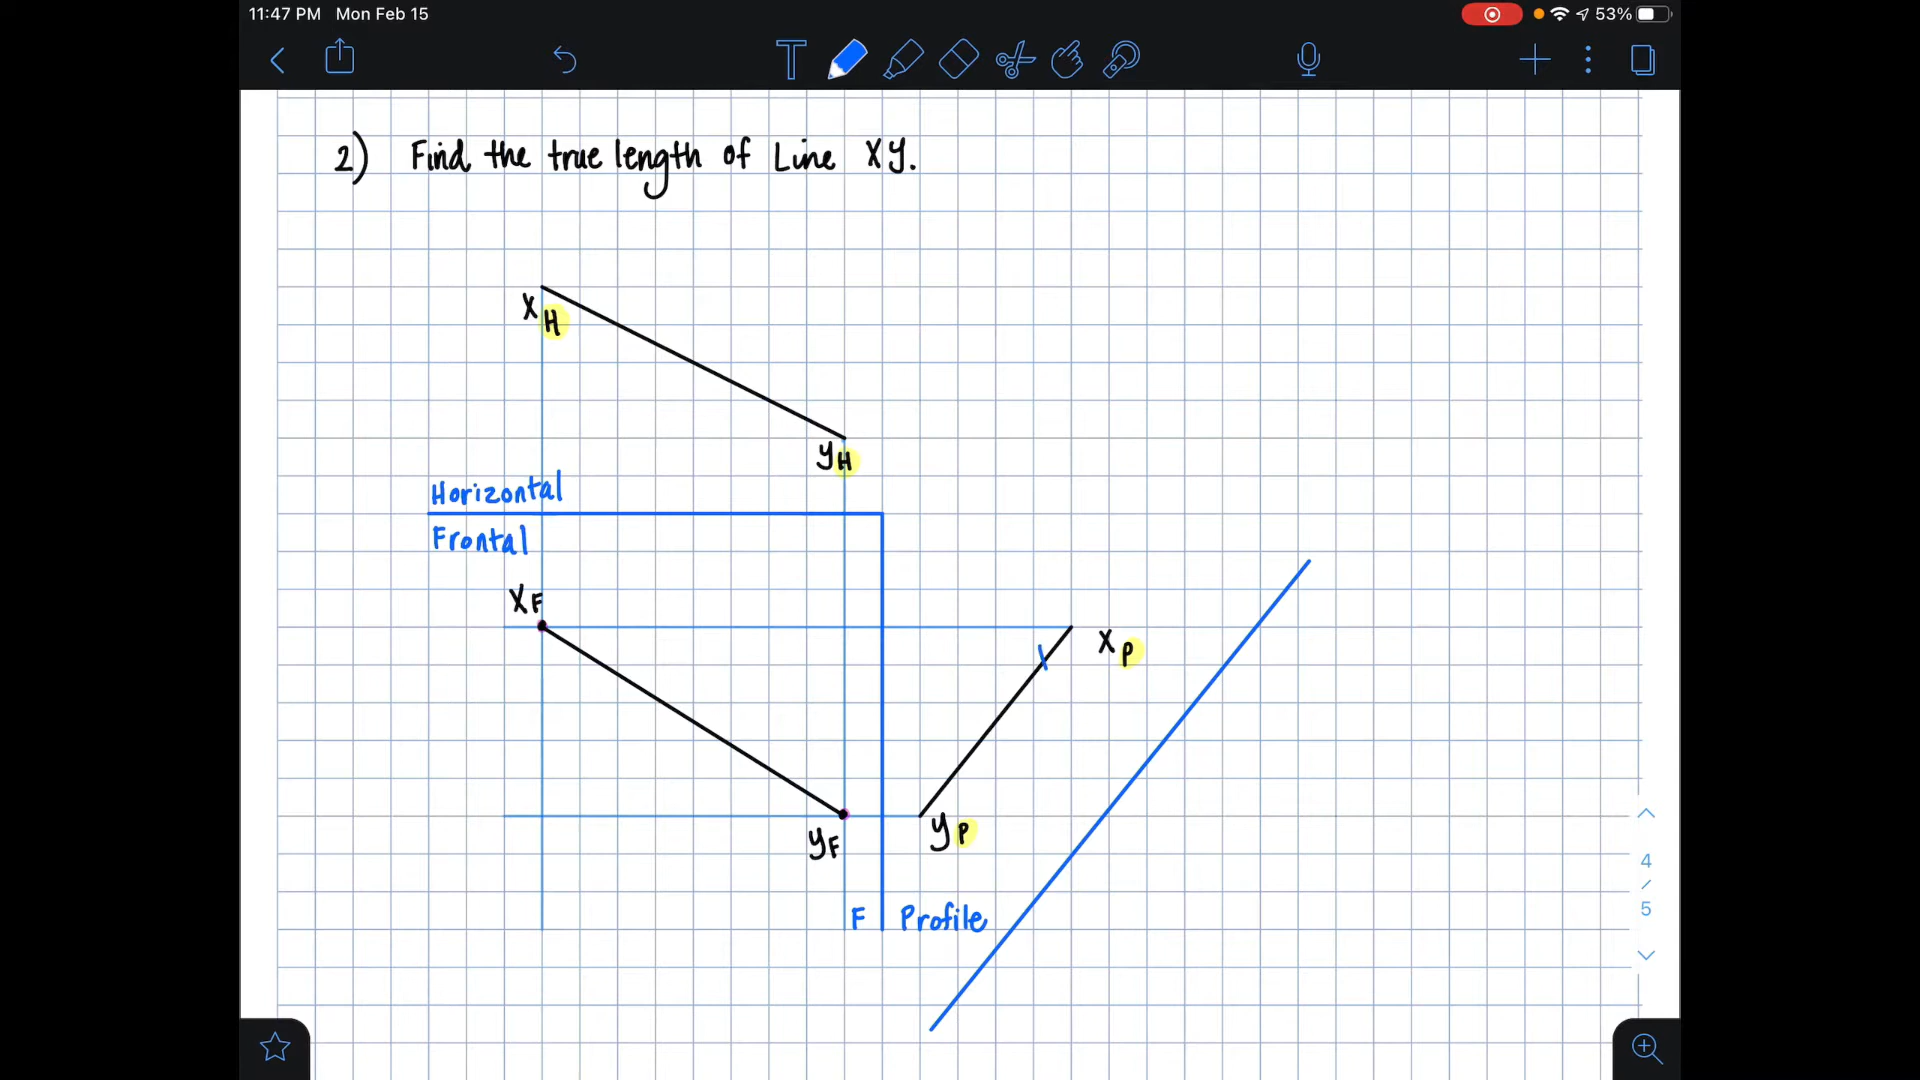 11:47 PM Mon Feb 15
53%
T
2) Find the true length of Line XY.
XH
YH
Horizontal
Frontal
XF
XP
YF
YP
F Profile
4
/
5